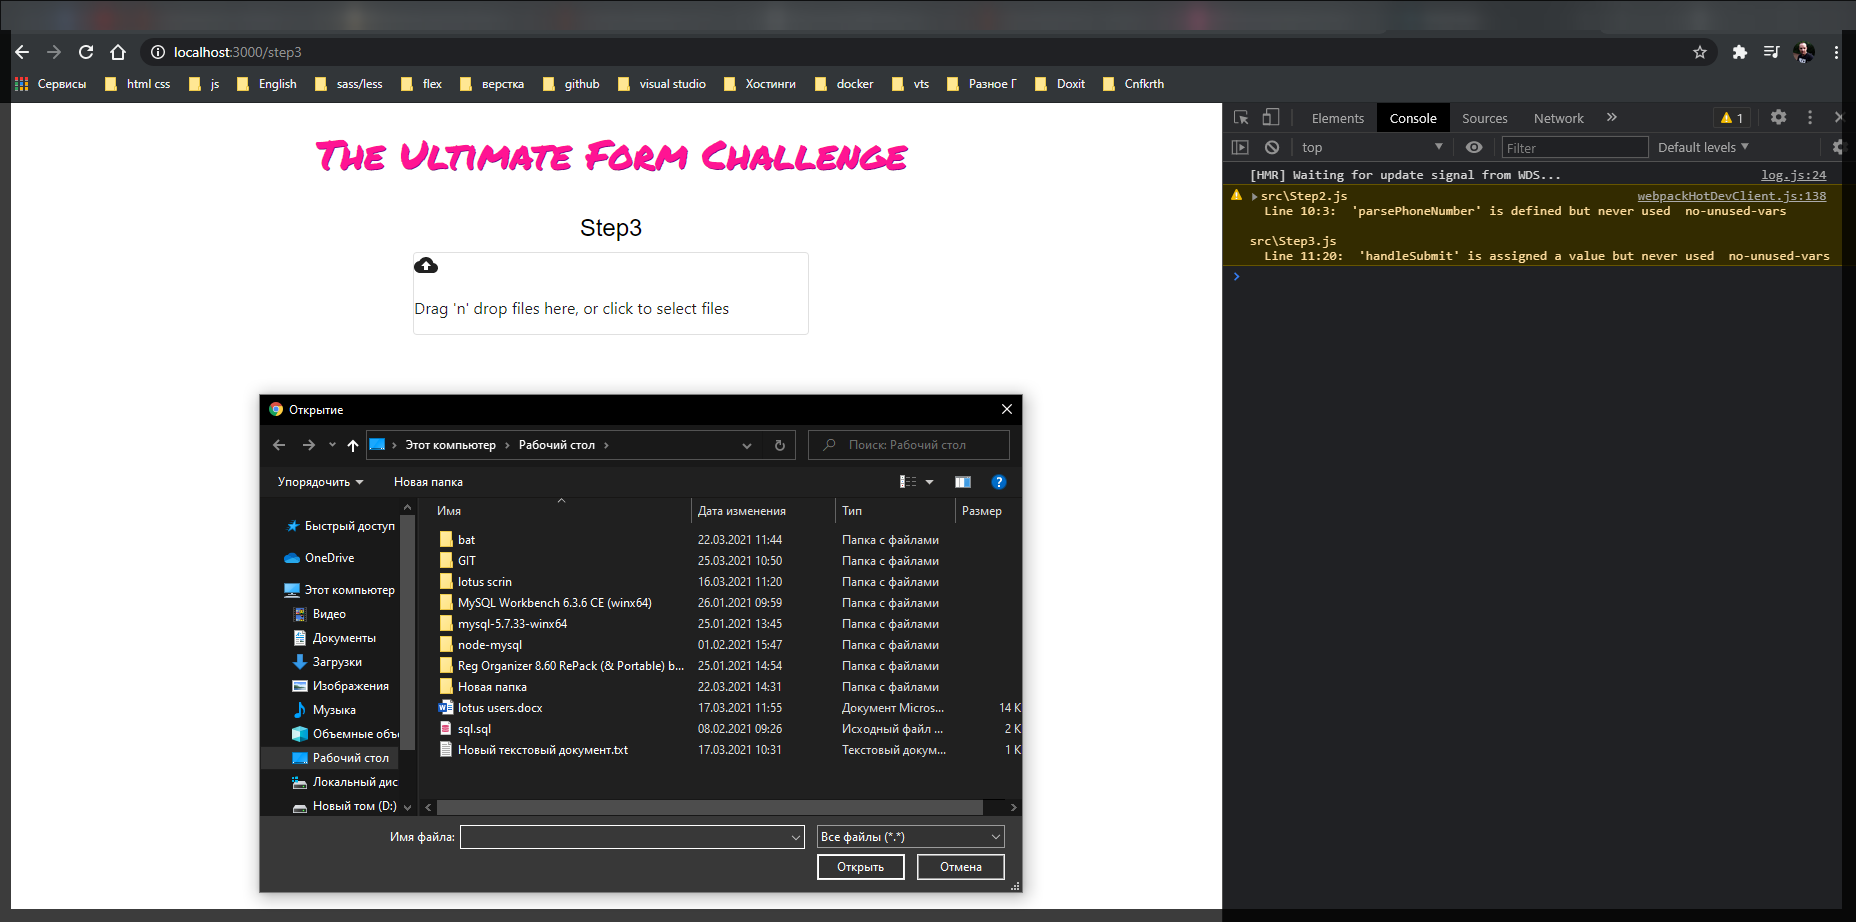 localhost:3000/step3
Сервисы html css js English sass/less flex верстка github visual studio Хостинги docker vts Разное Г Doxit Cnfkrth
The Ultimate Form Challenge
Step3
Drag 'n' drop files here, or click to select files
Elements Console Sources Network » 1
top Filter Default levels
[HMR] Waiting for update signal from WDS... log.js:24
src\Step2.js webpackHotDevClient.js:138
Line 10:3: 'parsePhoneNumber' is defined but never used no-unused-vars
src\Step3.js
Line 11:20: 'handleSubmit' is assigned a value but never used no-unused-vars
Открытие
Этот компьютер › Рабочий стол › Поиск: Рабочий стол
Упорядочить Новая папка
Быстрый доступ
OneDrive
Этот компьютер
Видео
Документы
Загрузки
Изображения
Музыка
Объемные объ
Рабочий стол
Локальный дис
Новый том (D:)
Имя Дата изменения Тип Размер
bat 22.03.2021 11:44 Папка с файлами
GIT 25.03.2021 10:50 Папка с файлами
lotus scrin 16.03.2021 11:20 Папка с файлами
MySQL Workbench 6.3.6 CE (winx64) 26.01.2021 09:59 Папка с файлами
mysql-5.7.33-winx64 25.01.2021 13:45 Папка с файлами
node-mysql 01.02.2021 15:47 Папка с файлами
Reg Organizer 8.60 RePack (& Portable) b... 25.01.2021 14:54 Папка с файлами
Новая папка 22.03.2021 14:31 Папка с файлами
lotus users.docx 17.03.2021 11:55 Документ Micros... 14 К
sql.sql 08.02.2021 09:26 Исходный файл ... 2 К
Новый текстовый документ.txt 17.03.2021 10:31 Текстовый докум... 1 К
Имя файла: Все файлы (*.*)
Открыть Отмена